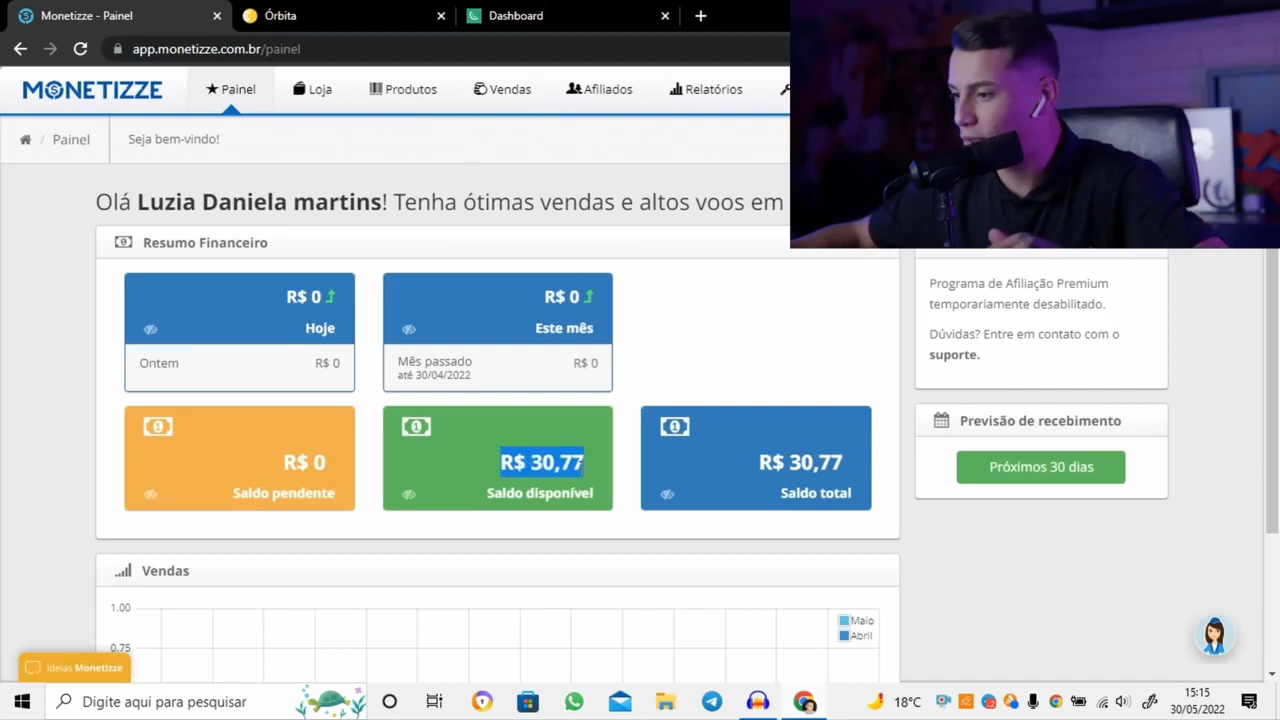 Monetizze - Painel
Órbita
Dashboard
app.monetizze.com.br/painel
MONETIZZE
Painel
Loja
Produtos
Vendas
Afiliados
Relatórios
/ Painel
Seja bem-vindo!
Olá Luzia Daniela martins! Tenha ótimas vendas e altos voos em
Resumo Financeiro
R$ 0
Hoje
Ontem R$ 0
R$ 0
Este mês
Mês passado R$ 0
até 30/04/2022
R$ 0
Saldo pendente
R$ 30,77
Saldo disponível
R$ 30,77
Saldo total
Programa de Afiliação Premium
temporariamente desabilitado.
Dúvidas? Entre em contato com o
suporte.
Previsão de recebimento
Próximos 30 dias
Vendas
1.00
0.75
Maio
Abril
Ideias Monetizze
Digite aqui para pesquisar
18°C
15:15
30/05/2022